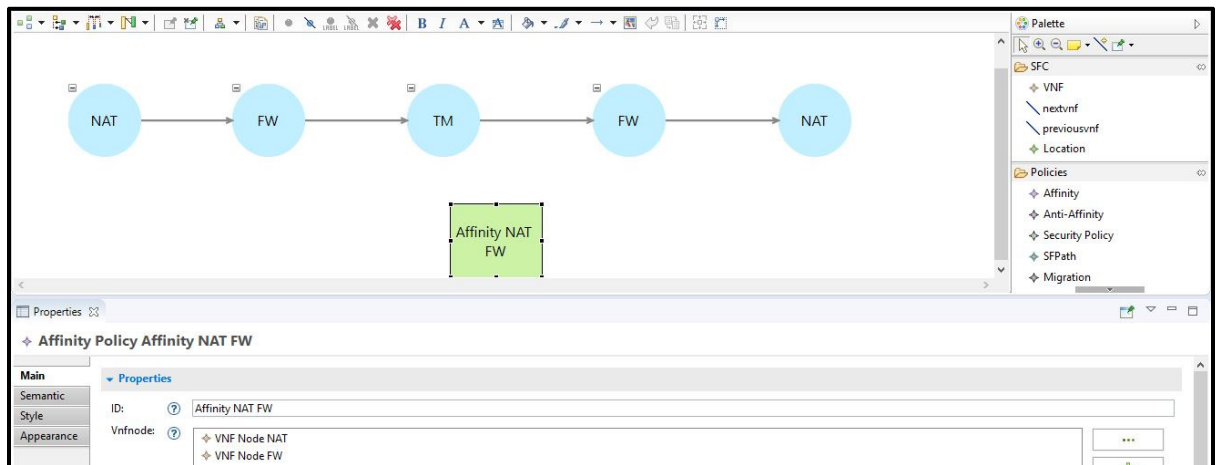 LABEL LABEL B I A
Palette
SFC
VNF
nextvnf
previousvnf
Location
Policies
Affinity
Anti-Affinity
Security Policy
SFPath
Migration
NAT FW TM FW NAT
Affinity NAT
FW
Properties
Affinity Policy Affinity NAT FW
Main
Semantic
Style
Appearance
Properties
ID: Affinity NAT FW
Vnfnode: VNF Node NAT
VNF Node FW